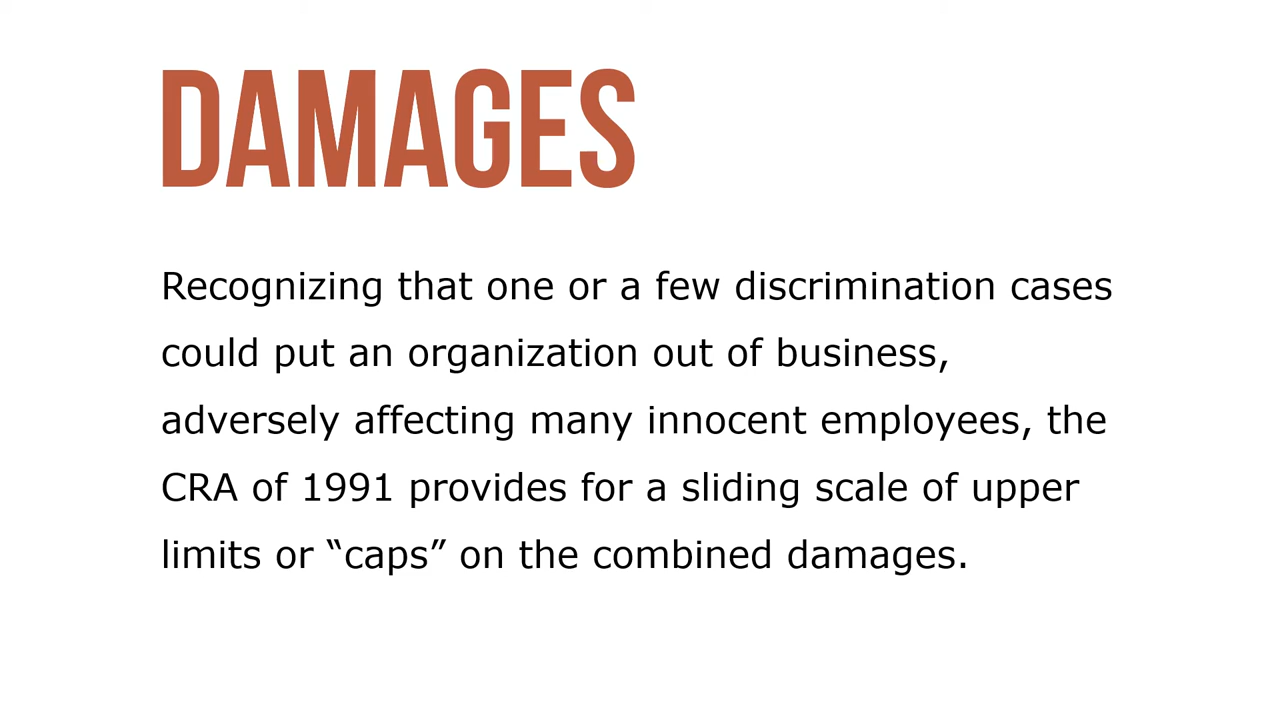 DAMAGES
Recognizing that one or a few discrimination cases
could put an organization out of business,
adversely affecting many innocent employees, the
CRA of 1991 provides for a sliding scale of upper
limits or “caps” on the combined damages.